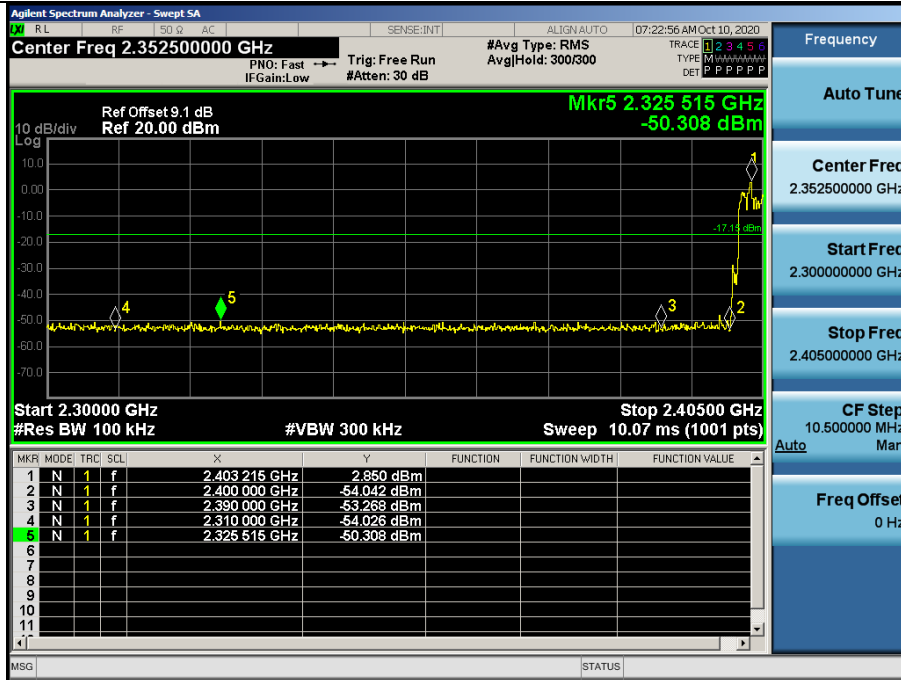 Agilent Spectrum Analyzer - Swept SA
LXI RL RF 50 Ω AC SENSE:INT ALIGN AUTO 07:22:56 AM Oct 10, 2020
Center Freq 2.352500000 GHz
PNO: Fast
IFGain:Low
Trig: Free Run
#Atten: 30 dB
#Avg Type: RMS
Avg|Hold: 300/300
TRACE 1 2 3 4 5 6
TYPE M
DET P P P P P P
Mkr5 2.325 515 GHz
-50.308 dBm
Ref Offset 9.1 dB
Ref 20.00 dBm
10 dB/div
Log
10.0
0.00
-10.0
-20.0
-30.0
-40.0
-50.0
-60.0
-70.0
1
-17.15 dBm
4
5
3
2
Start 2.30000 GHz Stop 2.40500 GHz
#Res BW 100 kHz #VBW 300 kHz Sweep 10.07 ms (1001 pts)
MKR MODE TRC SCL X Y FUNCTION FUNCTION WIDTH FUNCTION VALUE
1 N 1 f 2.403 215 GHz 2.850 dBm
2 N 1 f 2.400 000 GHz -54.042 dBm
3 N 1 f 2.390 000 GHz -53.268 dBm
4 N 1 f 2.310 000 GHz -54.026 dBm
5 N 1 f 2.325 515 GHz -50.308 dBm
6
7
8
9
10
11
MSG STATUS
Frequency
Auto Tune
Center Freq
2.352500000 GHz
Start Freq
2.300000000 GHz
Stop Freq
2.405000000 GHz
CF Step
10.500000 MHz
Auto Man
Freq Offset
0 Hz